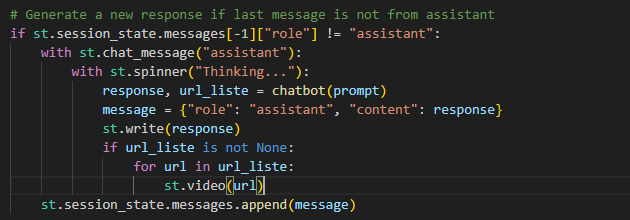 # Generate a new response if last message is not from assistant
if st.session_state.messages[-1]["role"] != "assistant":
    with st.chat_message("assistant"):
        with st.spinner("Thinking..."):
            response, url_liste = chatbot(prompt)
            message = {"role": "assistant", "content": response}
            st.write(response)
            if url_liste is not None:
                for url in url_liste:
                    st.video(url)
    st.session_state.messages.append(message)